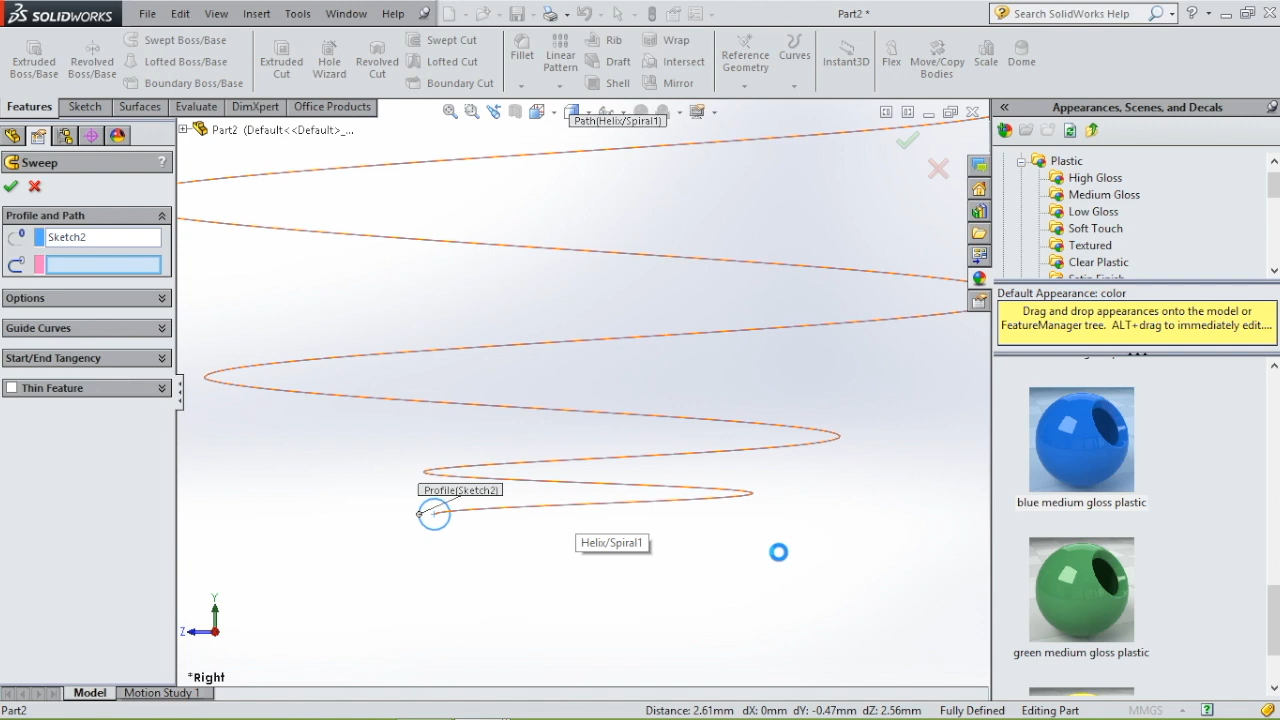 SOLIDWORKS File Edit View Insert Tools Window Help Part2 * Search SolidWorks Help
Extruded Boss/Base
Revolved Boss/Base
Swept Boss/Base
Lofted Boss/Base
Boundary Boss/Base
Extruded Cut
Hole Wizard
Revolved Cut
Swept Cut
Lofted Cut
Boundary Cut
Fillet
Linear Pattern
Rib
Draft
Shell
Wrap
Intersect
Mirror
Reference Geometry
Curves
Instant3D
Flex
Move/Copy Bodies
Scale
Dome
Features Sketch Surfaces Evaluate DimXpert Office Products
Appearances, Scenes, and Decals
Path(Helix/Spiral1)
Part2 (Default<<Default>_...
Sweep ?
Profile and Path
Sketch2
Options
Guide Curves
Start/End Tangency
Thin Feature
Profile(Sketch2)
Helix/Spiral1
Y
Z
*Right
Plastic
High Gloss
Medium Gloss
Low Gloss
Soft Touch
Textured
Clear Plastic
Satin Finish
Default Appearance: color
Drag and drop appearances onto the model or
FeatureManager tree. ALT+drag to immediately edit....
blue medium gloss plastic
green medium gloss plastic
Model Motion Study 1
Part2 Distance: 2.61mm dX: 0mm dY: -0.47mm dZ: 2.56mm Fully Defined Editing Part MMGS